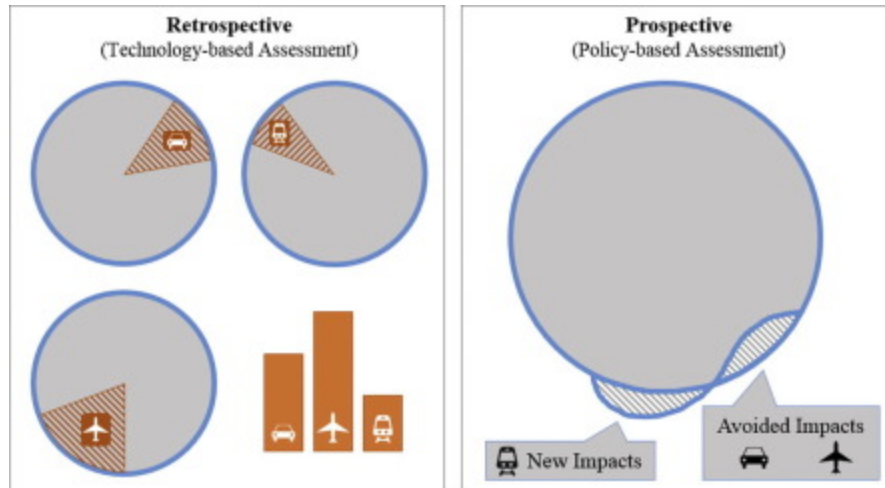 Retrospective
(Technology-based Assessment)
Prospective
(Policy-based Assessment)
New Impacts
Avoided Impacts